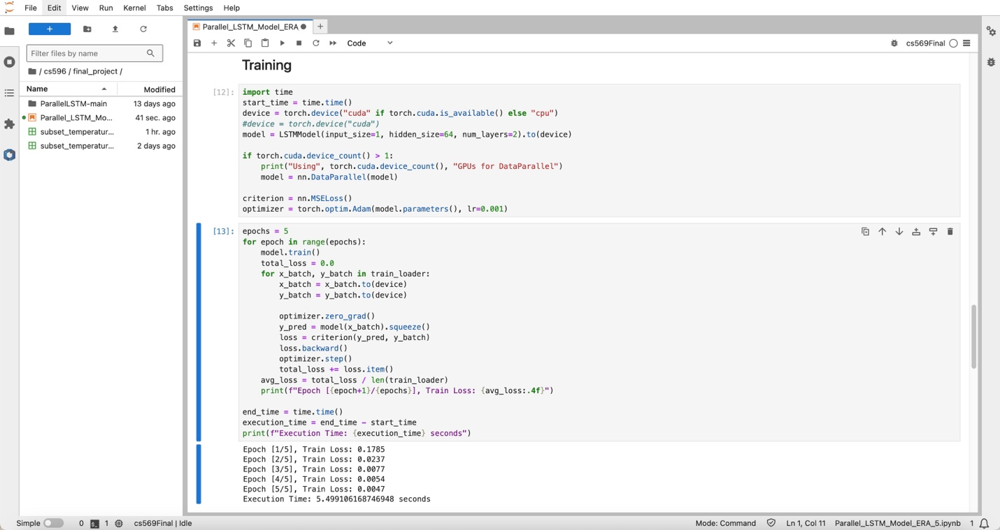 File Edit View Run Kernel Tabs Settings Help
+
Filter files by name
/ cs596 / final_project /
Name Modified
ParallelLSTM-main 13 days ago
Parallel_LSTM_Mo... 41 sec. ago
subset_temperatur... 1 hr. ago
subset_temperatur... 2 days ago
Parallel_LSTM_Model_ERA
Code
cs569Final
Training
[12]:
import time
start_time = time.time()
device = torch.device("cuda" if torch.cuda.is_available() else "cpu")
#device = torch.device("cuda")
model = LSTMModel(input_size=1, hidden_size=64, num_layers=2).to(device)
if torch.cuda.device_count() > 1:
    print("Using", torch.cuda.device_count(), "GPUs for DataParallel")
    model = nn.DataParallel(model)
criterion = nn.MSELoss()
optimizer = torch.optim.Adam(model.parameters(), lr=0.001)
[13]:
epochs = 5
for epoch in range(epochs):
    model.train()
    total_loss = 0.0
    for x_batch, y_batch in train_loader:
        x_batch = x_batch.to(device)
        y_batch = y_batch.to(device)
        optimizer.zero_grad()
        y_pred = model(x_batch).squeeze()
        loss = criterion(y_pred, y_batch)
        loss.backward()
        optimizer.step()
        total_loss += loss.item()
    avg_loss = total_loss / len(train_loader)
    print(f"Epoch [{epoch+1}/{epochs}], Train Loss: {avg_loss:.4f}")
end_time = time.time()
execution_time = end_time - start_time
print(f"Execution Time: {execution_time} seconds")
Epoch [1/5], Train Loss: 0.1785
Epoch [2/5], Train Loss: 0.0237
Epoch [3/5], Train Loss: 0.0077
Epoch [4/5], Train Loss: 0.0054
Epoch [5/5], Train Loss: 0.0047
Execution Time: 5.499106168746948 seconds
Simple 0 $_ 1 cs569Final | Idle Mode: Command Ln 1, Col 11 Parallel_LSTM_Model_ERA_5.ipynb 1